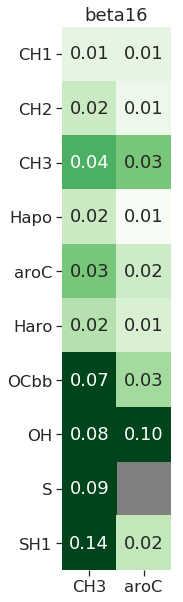 beta16
CH1 0.01 0.01
CH2 0.02 0.01
CH3 0.04 0.03
Hapo 0.02 0.01
aroC 0.03 0.02
Haro 0.02 0.01
OCbb 0.07 0.03
OH 0.08 0.10
S 0.09
SH1 0.14 0.02
CH3 aroC